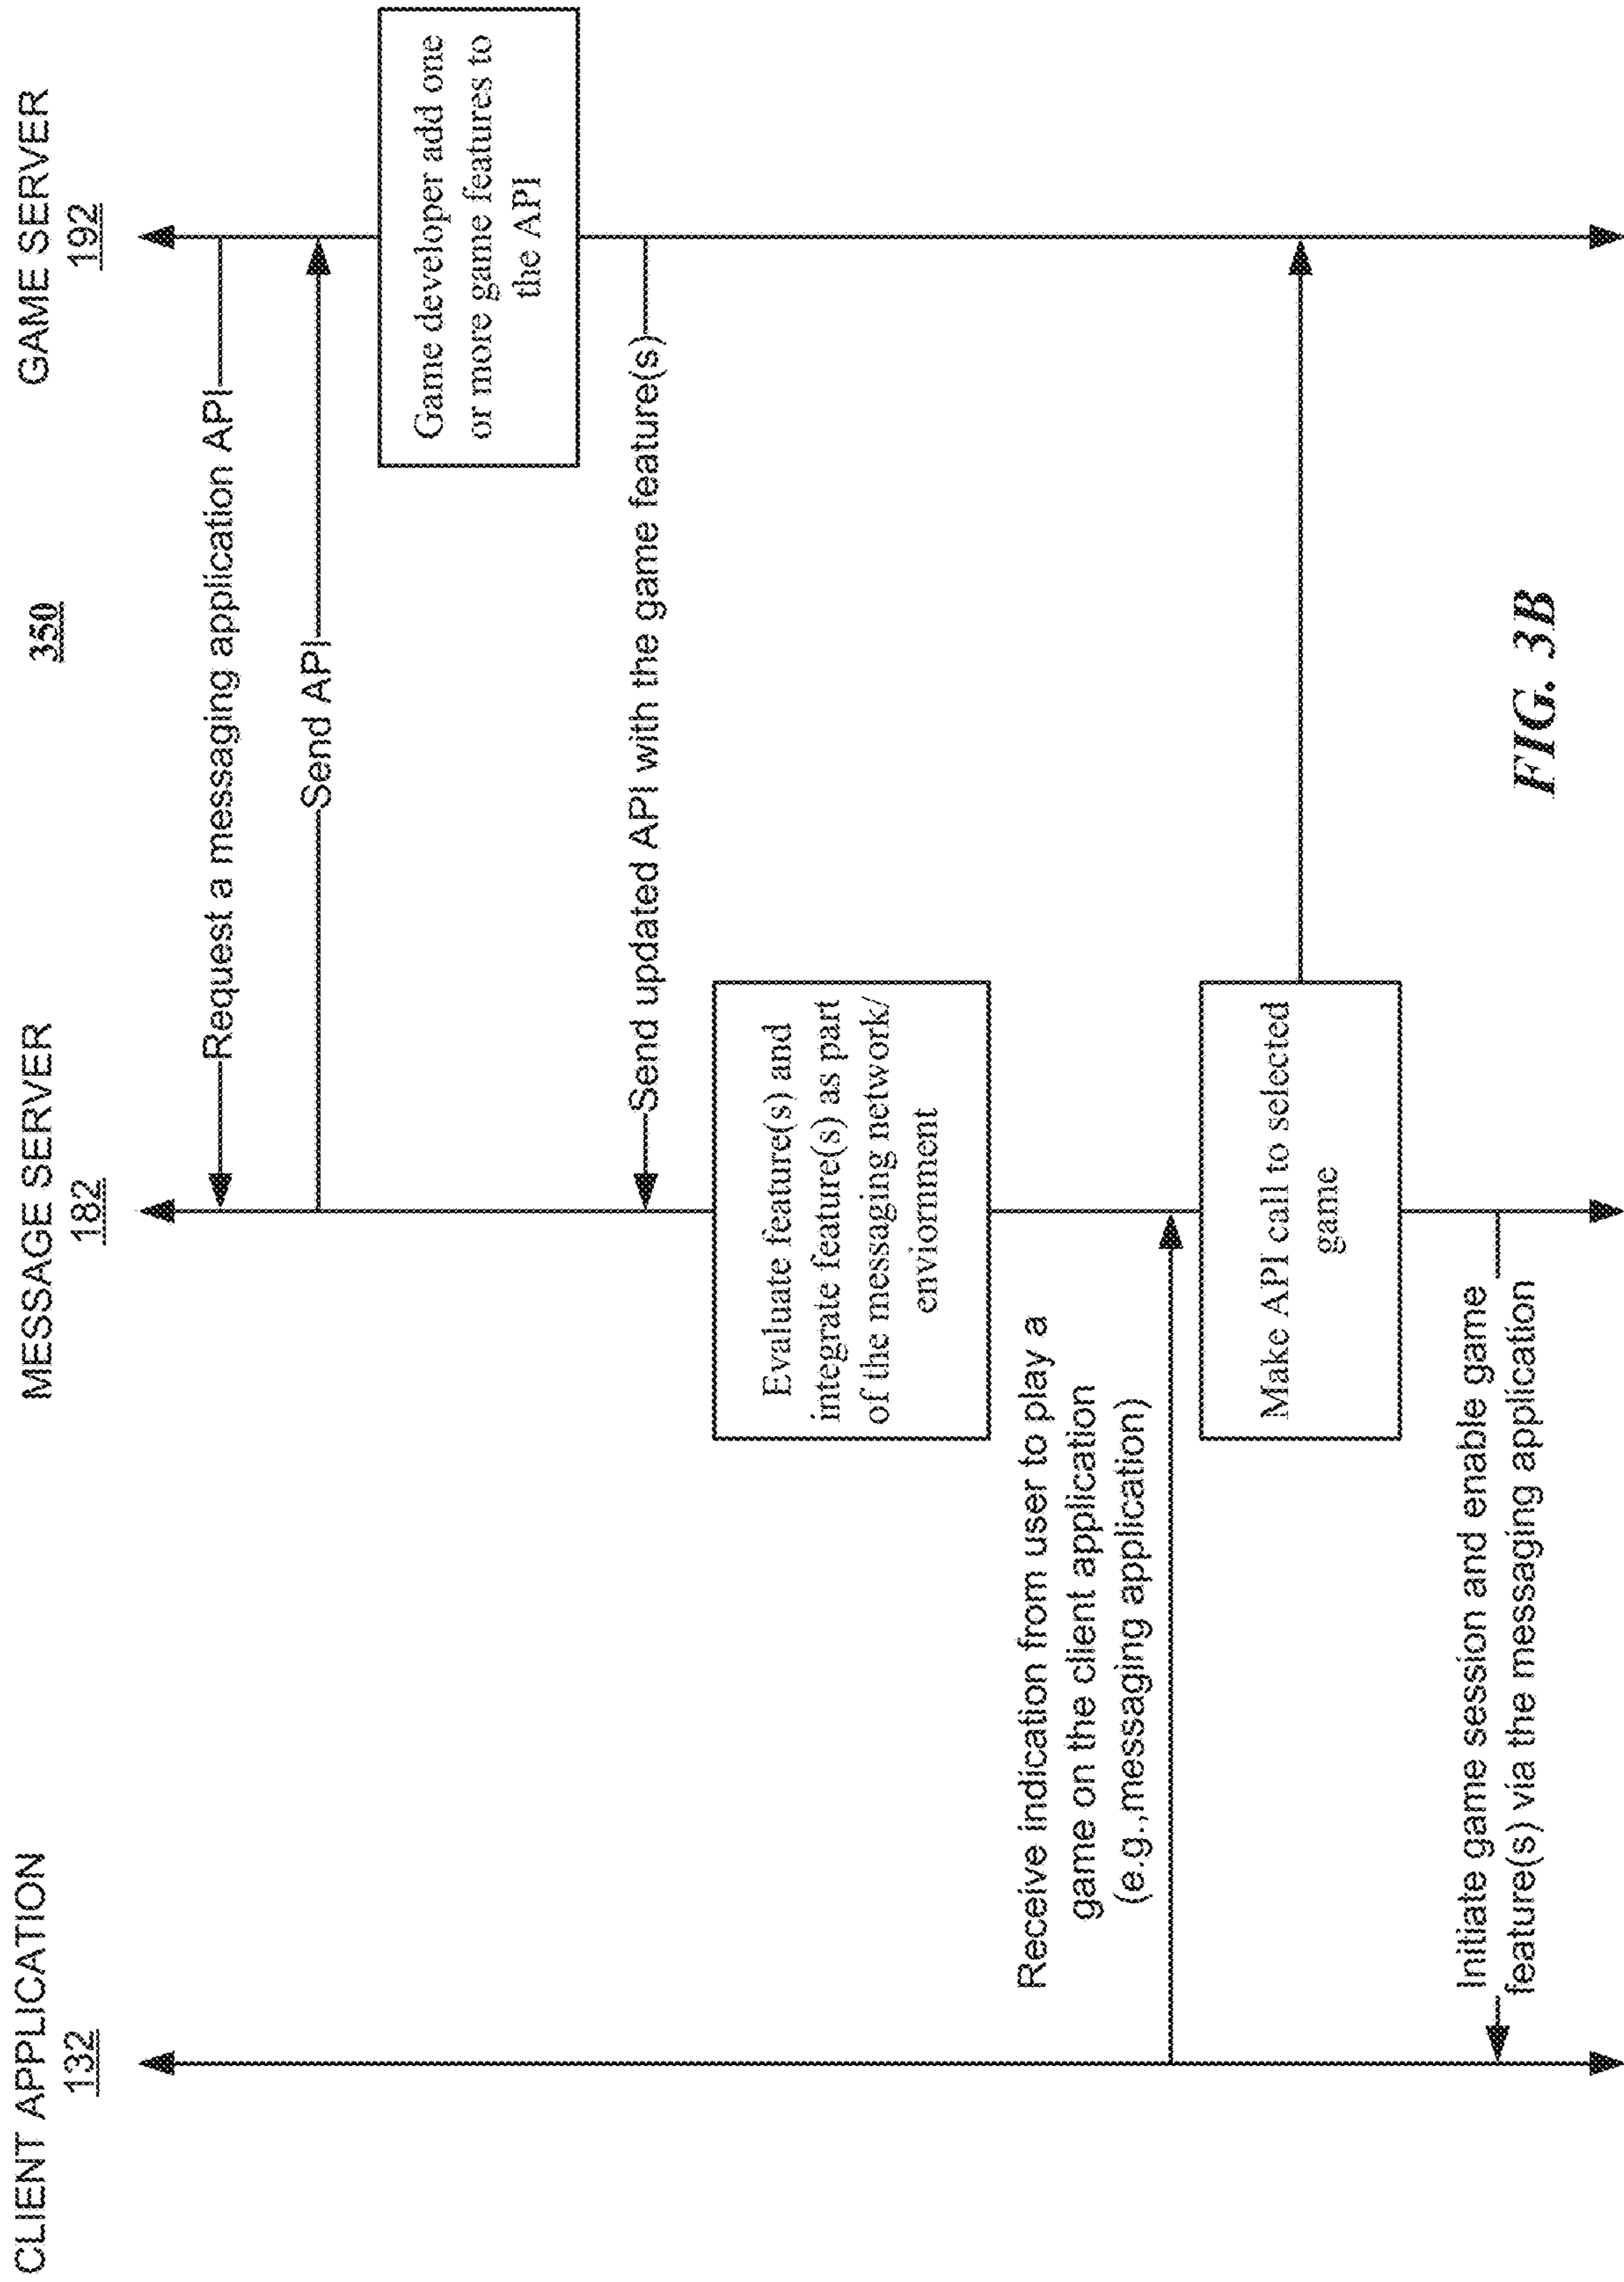 CLIENT APPLICATION
132
MESSAGE SERVER
182
350
GAME SERVER
192
Request a messaging application API
Send API
Game developer add one
or more game features to
the API
Send updated API with the game feature(s)
Evaluate feature(s) and
integrate feature(s) as part
of the messaging network/
enviornment
Receive indication from user to play a
game on the client application
(e.g.,messaging application)
Make API call to selected
game
Initiate game session and enable game
feature(s) via the messaging application
FIG. 3B